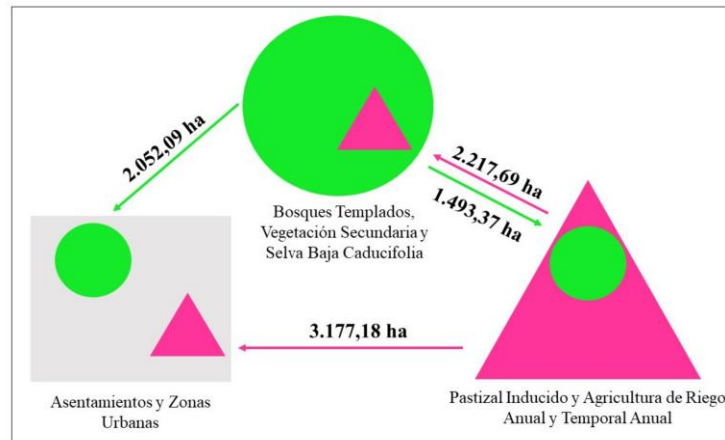 2.052,09 ha
2.217,69 ha
1.493,37 ha
Bosques Templados,
Vegetación Secundaria y
Selva Baja Caducifolia
3.177,18 ha
Asentamientos y Zonas
Urbanas
Pastizal Inducido y Agricultura de Riego
Anual y Temporal Anual